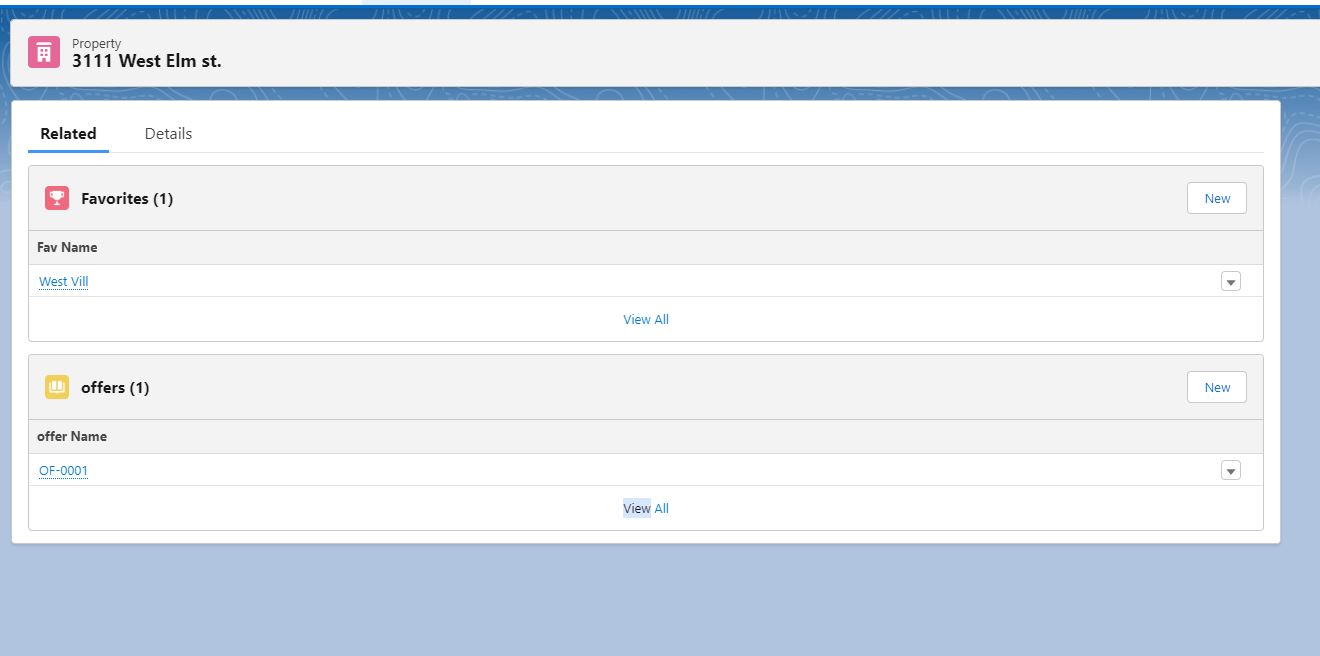 Property
3111 West Elm st.
Related Details
Favorites (1) New
Fav Name
West Vill
View All
offers (1) New
offer Name
OF-0001
View All